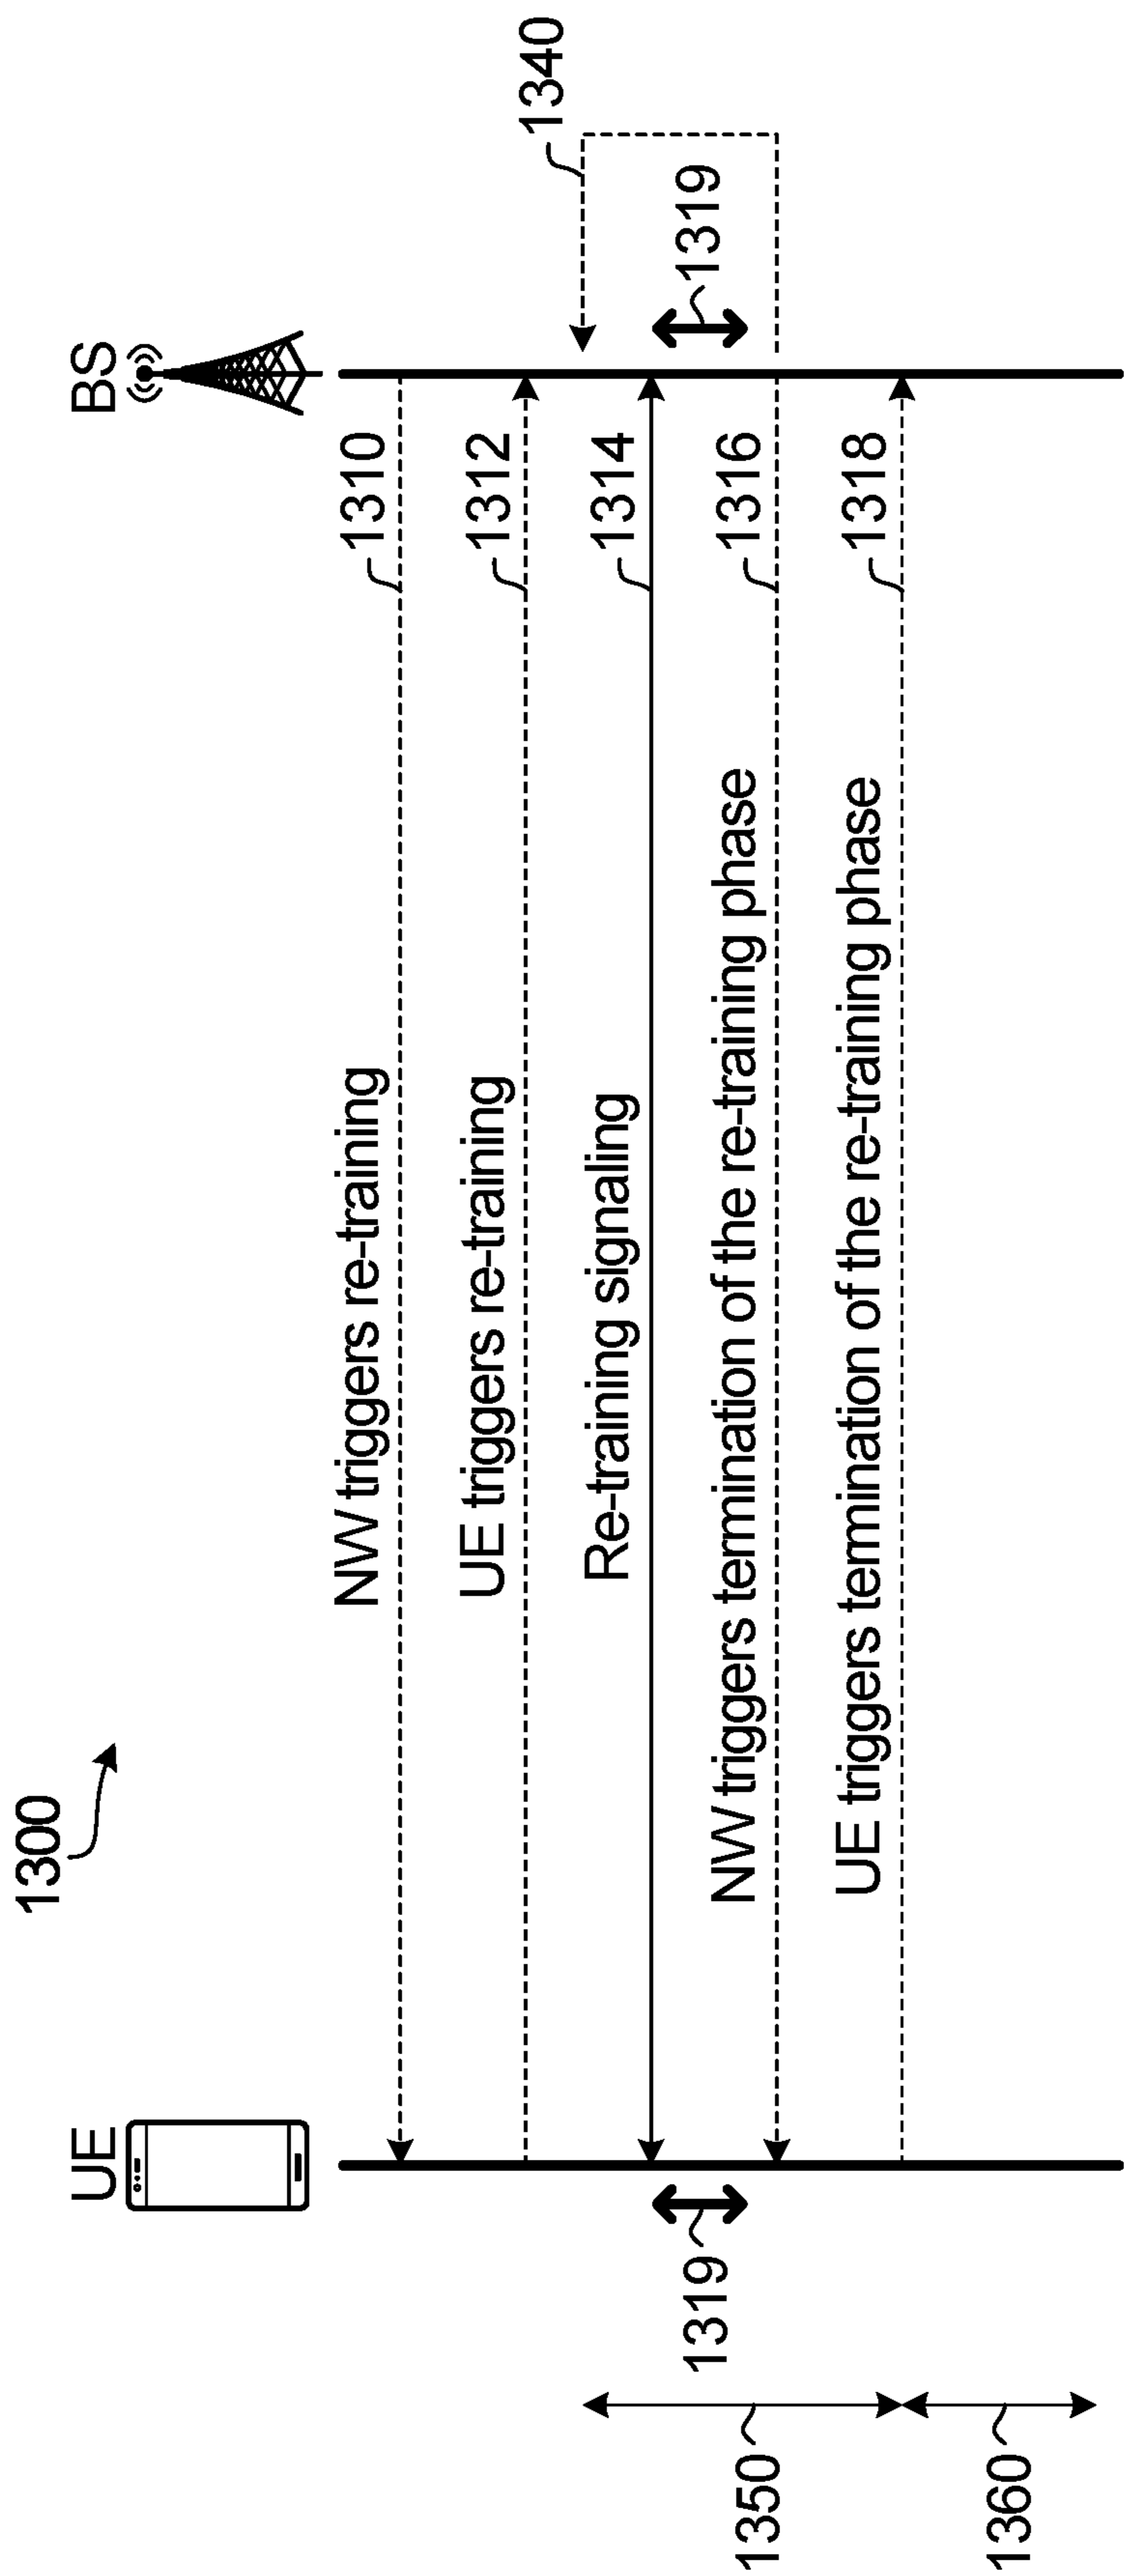 1300
UE
BS
NW triggers re-training
1310
UE triggers re-training
1312
1340
Re-training signaling
1314
1319
1319
NW triggers termination of the re-training phase
1316
1350
UE triggers termination of the re-training phase
1318
1360